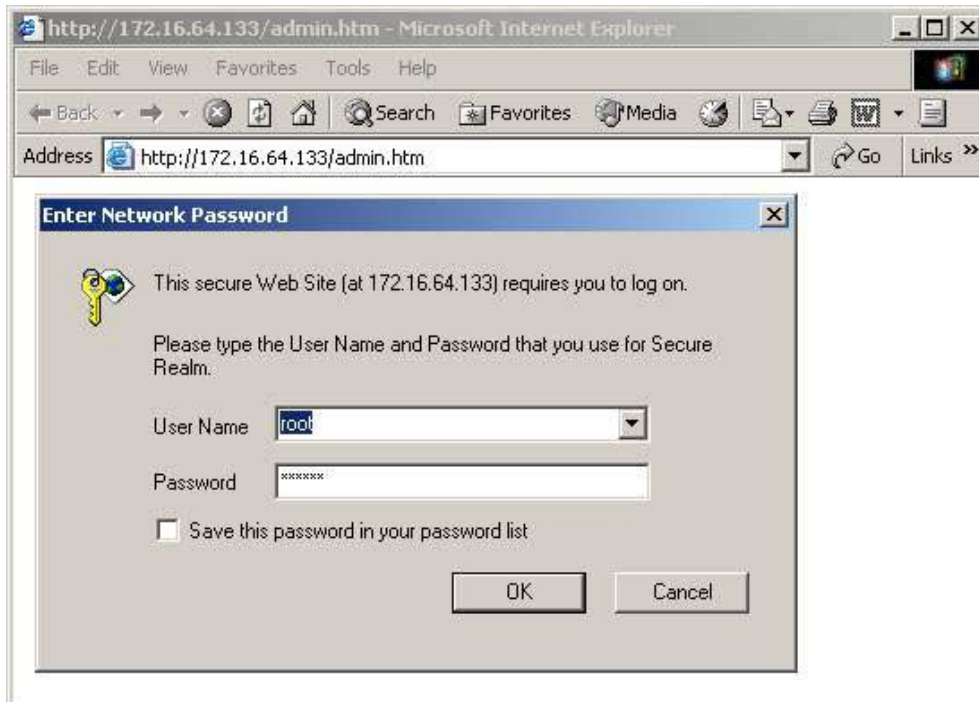 http://172.16.64.133/admin.htm - Microsoft Internet Explorer
File Edit View Favorites Tools Help
Back Search Favorites Media
Address http://172.16.64.133/admin.htm Go Links »
Enter Network Password
This secure Web Site (at 172.16.64.133) requires you to log on.
Please type the User Name and Password that you use for Secure
Realm.
User Name root
Password ******
Save this password in your password list
OK Cancel